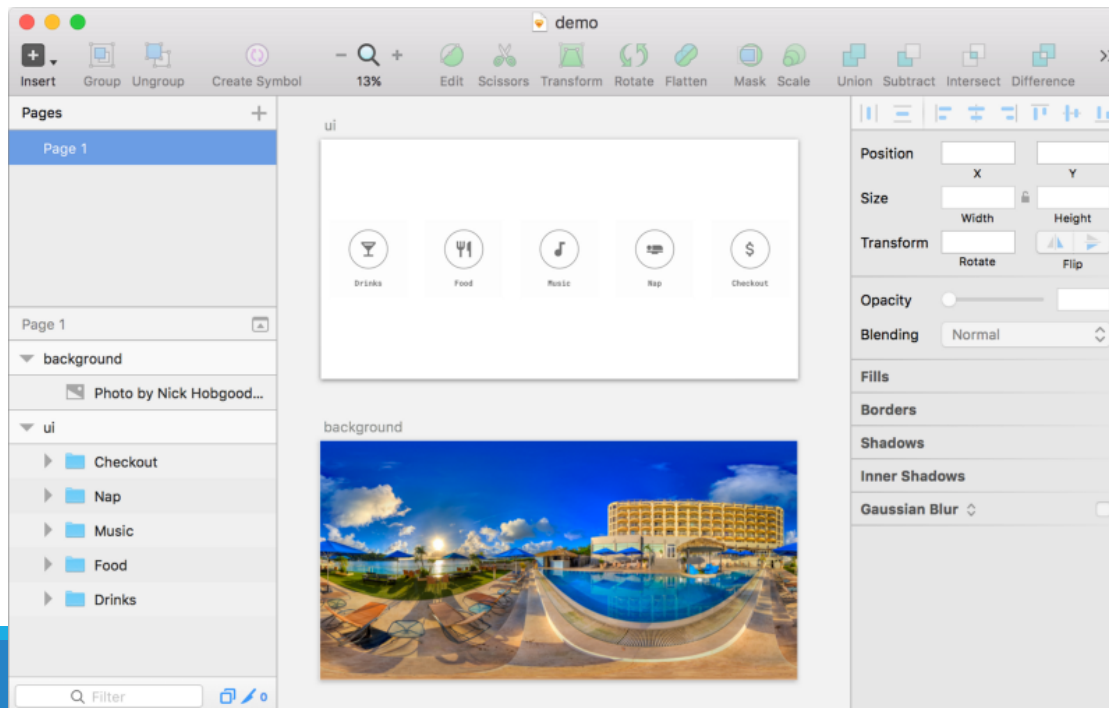 demo
Insert Group Ungroup Create Symbol 13% Edit Scissors Transform Rotate Flatten Mask Scale Union Subtract Intersect Difference
Pages
Page 1
Page 1
background
Photo by Nick Hobgood...
ui
Checkout
Nap
Music
Food
Drinks
Filter 0
ui
Drinks Food Music Nap Checkout
background
Position
X Y
Size
Width Height
Transform
Rotate Flip
Opacity
Blending Normal
Fills
Borders
Shadows
Inner Shadows
Gaussian Blur